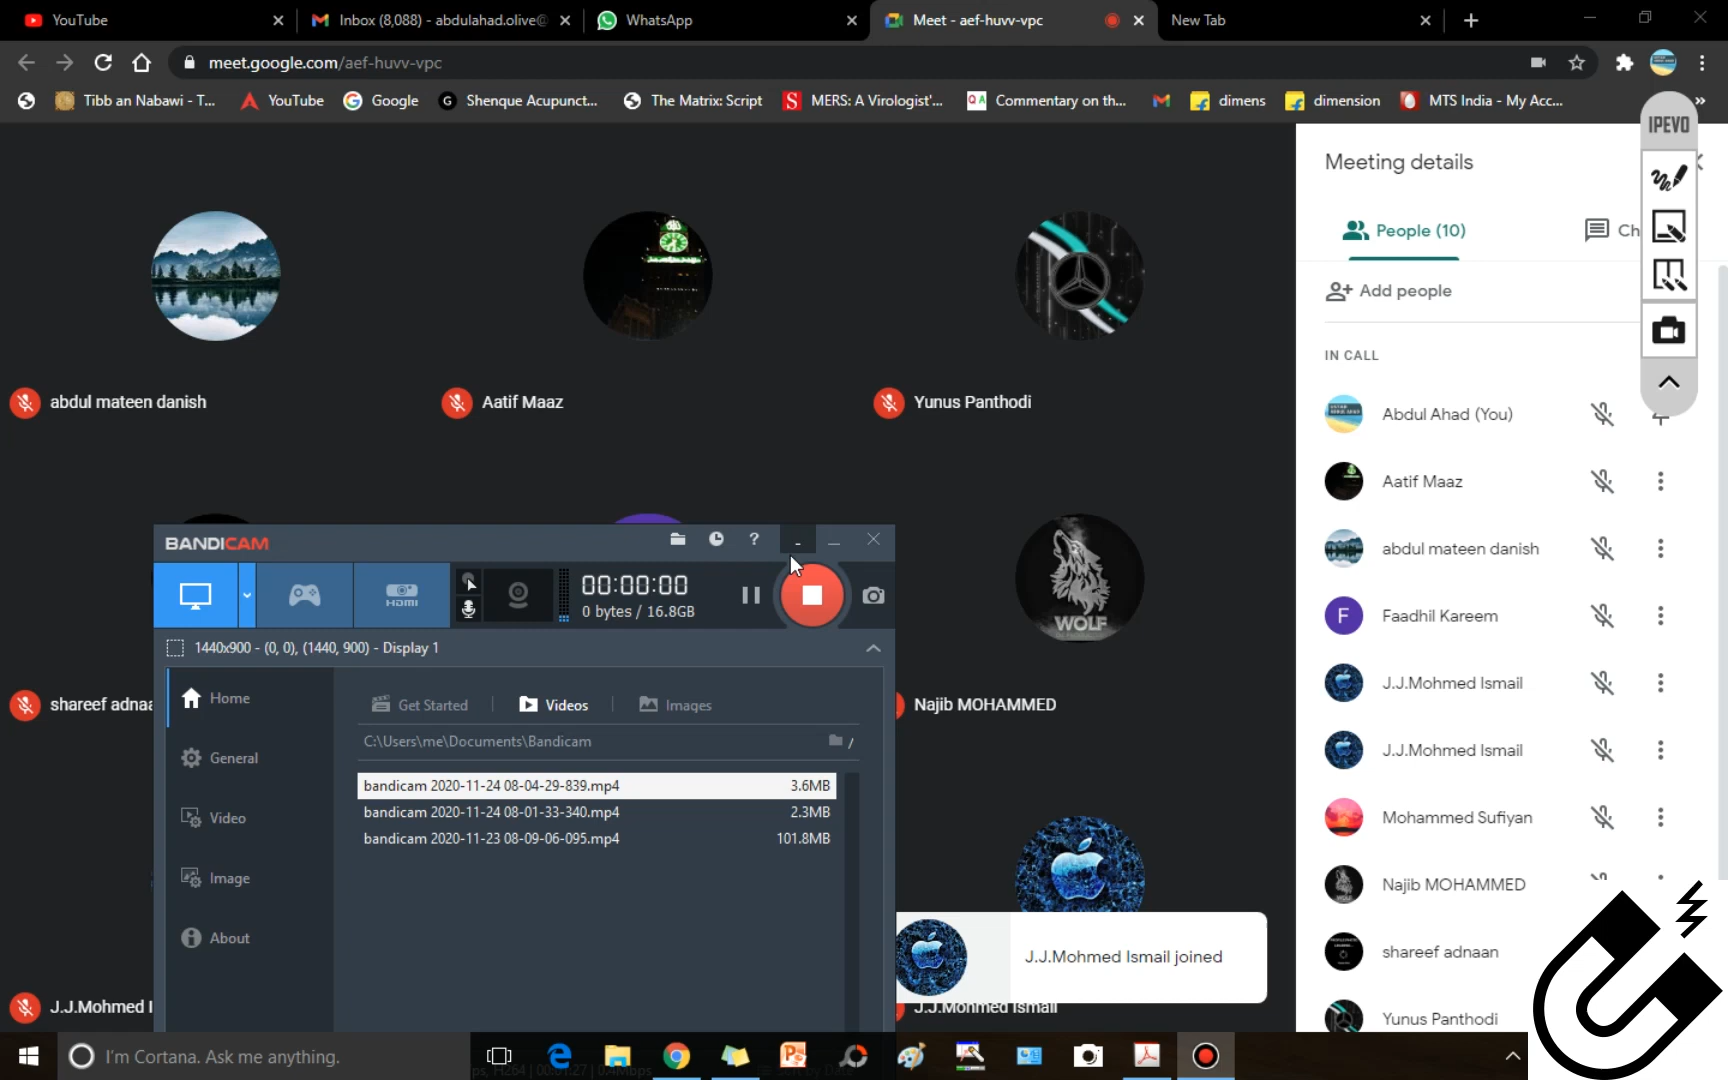 YouTube
Inbox (8,088) - abdulahad.olive@
WhatsApp
Meet - aef-huvv-vpc
New Tab
meet.google.com/aef-huvv-vpc
Tibb an Nabawi - T...
YouTube
Google
G
Shenque Acupunct...
The Matrix: Script
S
MERS: A Virologist'...
QA
Commentary on th...
dimens
dimension
MTS India - My Acc...
IPEVO
Meeting details
People (10)
Ch
Add people
IN CALL
Abdul Ahad (You)
Aatif Maaz
abdul mateen danish
F
Faadhil Kareem
J.J.Mohmed Ismail
J.J.Mohmed Ismail
Mohammed Sufiyan
Najib MOHAMMED
shareef adnaan
Yunus Panthodi
abdul mateen danish
Aatif Maaz
Yunus Panthodi
shareef adnaa
WOLF
Najib MOHAMMED
J.J.Mohmed I
J.J.Mohmed Ismail
J.J.Mohmed Ismail joined
BANDICAM
?
HDMI
00:00:00
0 bytes / 16.8GB
1440x900 - (0, 0), (1440, 900) - Display 1
Home
General
Video
Image
About
Get Started
Videos
Images
C:\Users\me\Documents\Bandicam
/
bandicam 2020-11-24 08-04-29-839.mp4 3.6MB
bandicam 2020-11-24 08-01-33-340.mp4 2.3MB
bandicam 2020-11-23 08-09-06-095.mp4 101.8MB
I'm Cortana. Ask me anything.